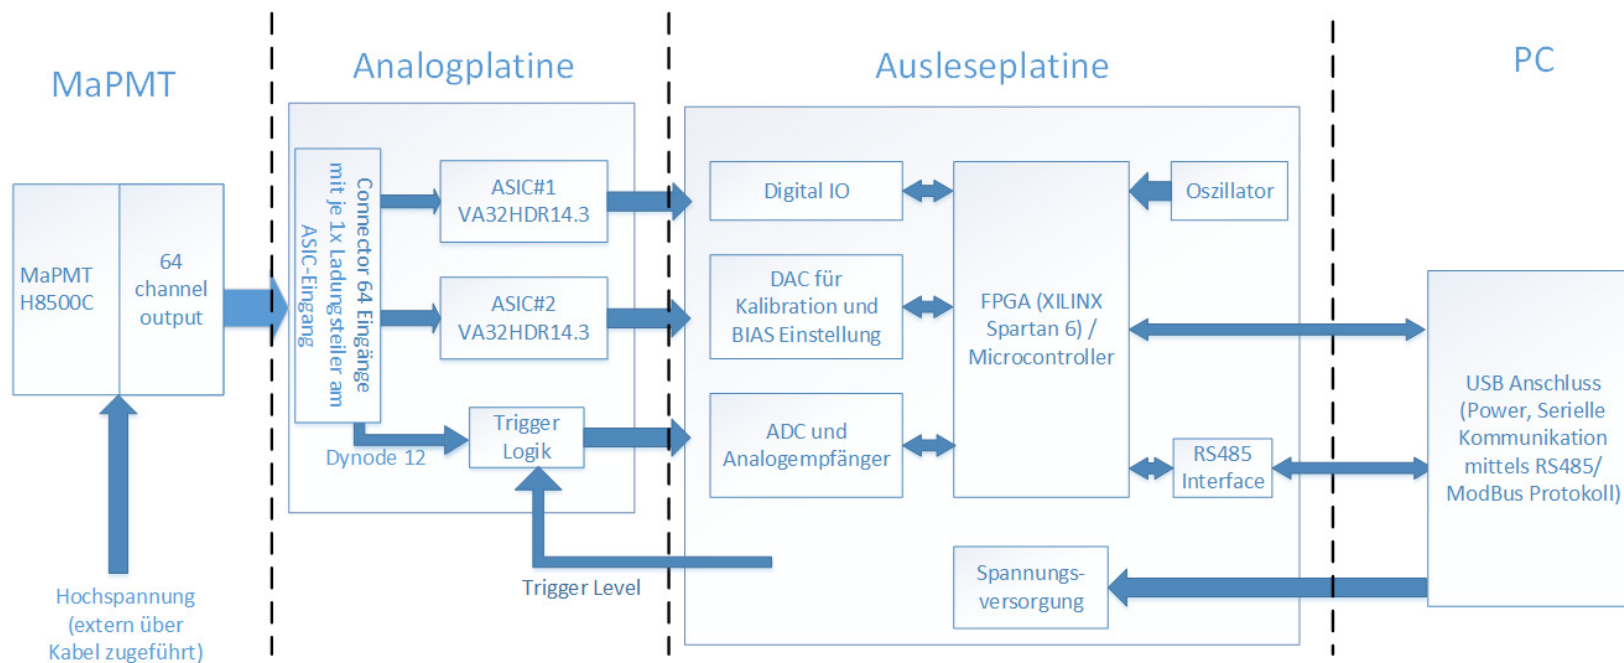 MaPMT
Analogplatine
Ausleseplatine
PC
MaPMT
H8500C
64
channel
output
Hochspannung
(extern über
Kabel zugeführt)
Connector 64 Eingänge
mit je 1x Ladungsteiler am
ASIC-Eingang
ASIC#1
VA32HDR14.3
ASIC#2
VA32HDR14.3
Trigger
Logik
Dynode 12
Trigger Level
Digital IO
DAC für
Kalibration und
BIAS Einstellung
ADC und
Analogempfänger
FPGA (XILINX
Spartan 6) /
Microcontroller
Oszillator
RS485
Interface
Spannungs-
versorgung
USB Anschluss
(Power, Serielle
Kommunikation
mittels RS485/
ModBus Protokoll)